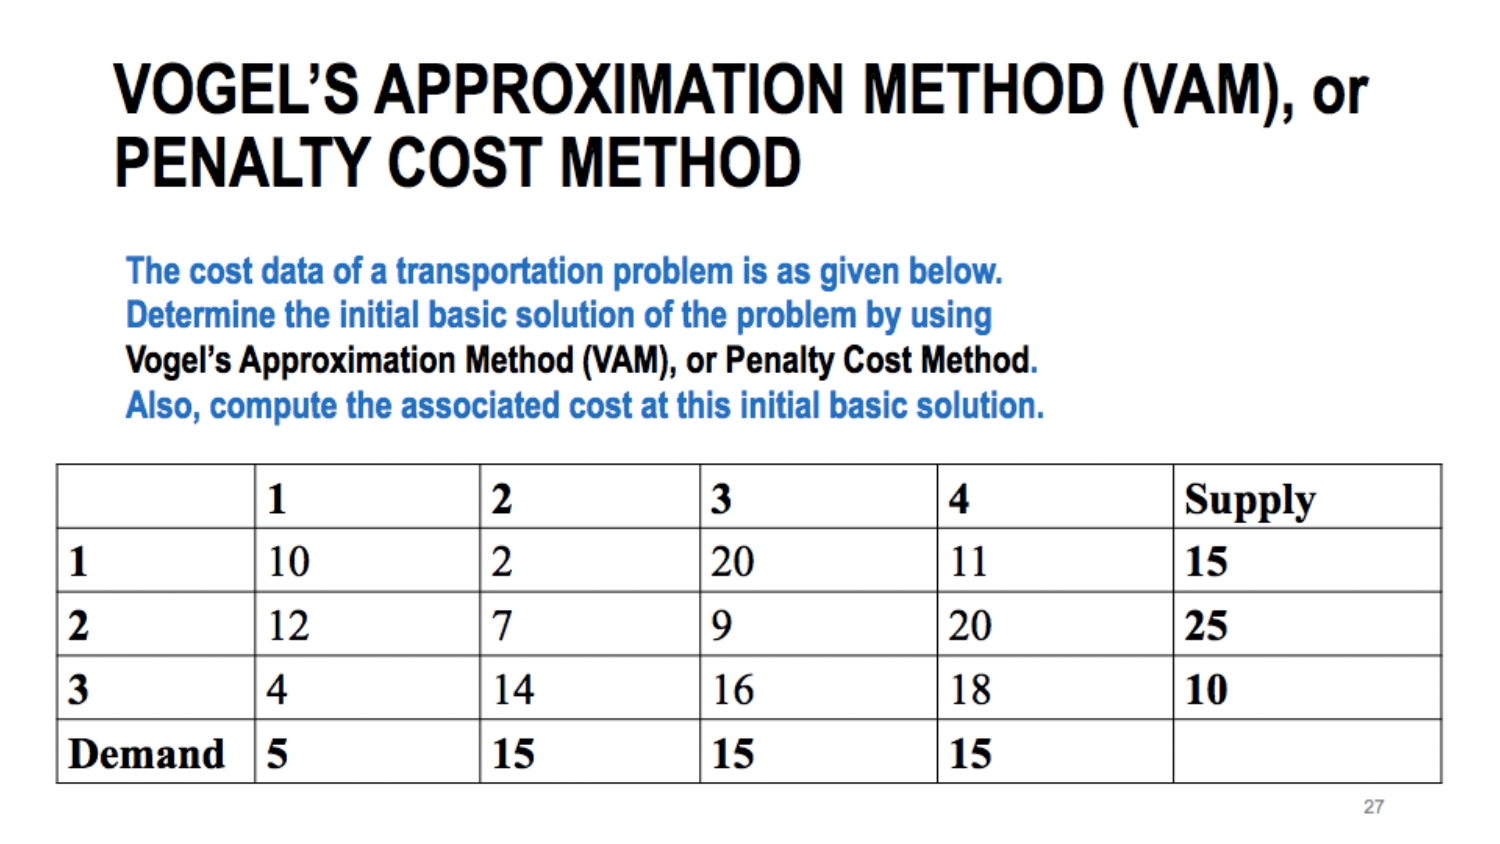 VOGEL’S APPROXIMATION METHOD (VAM), or
PENALTY COST METHOD
The cost data of a transportation problem is as given below.
Determine the initial basic solution of the problem by using
Vogel’s Approximation Method (VAM), or Penalty Cost Method.
Also, compute the associated cost at this initial basic solution.
1 2 3 4 Supply
1 10 2 20 11 15
2 12 7 9 20 25
3 4 14 16 18 10
Demand 5 15 15 15
27